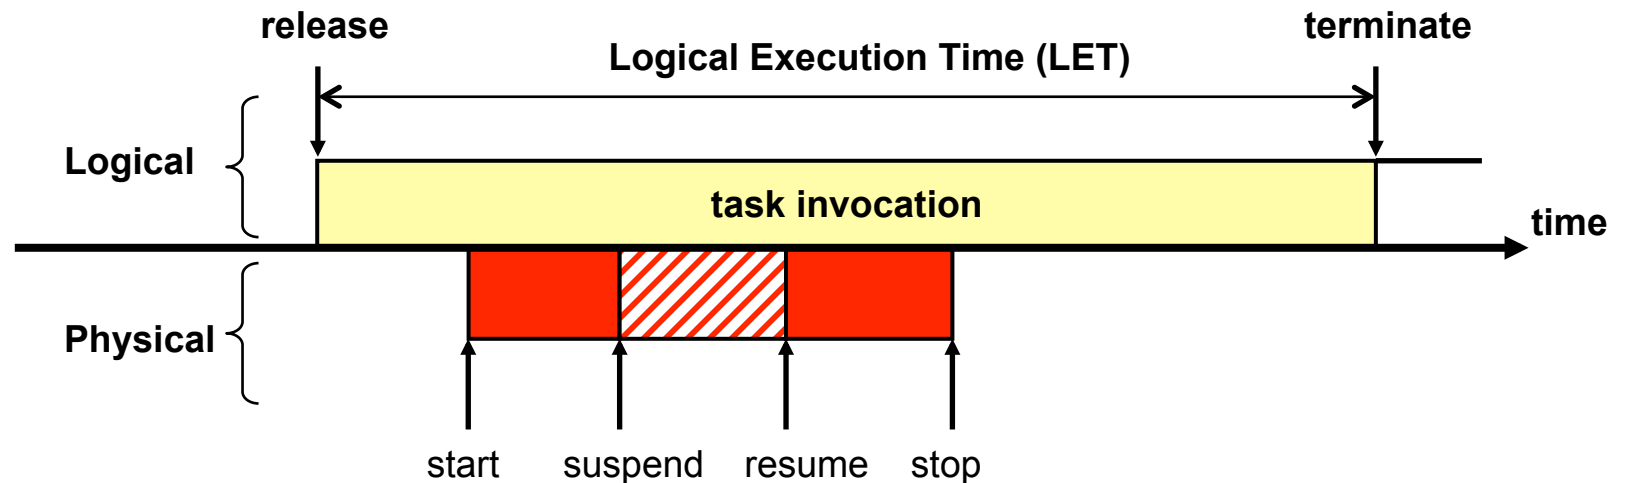 release
terminate
Logical Execution Time (LET)
Logical
task invocation
time
Physical
start
suspend
resume
stop